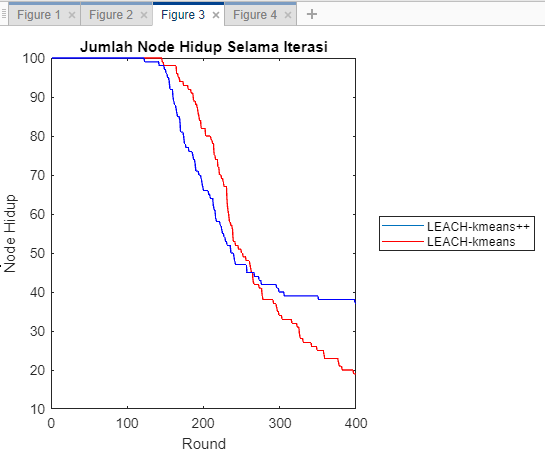 Figure 1 × Figure 2 × Figure 3 × Figure 4 × +
Jumlah Node Hidup Selama Iterasi
100
90
80
70
60
50
40
30
20
10
Node Hidup
0 100 200 300 400
Round
LEACH-kmeans++
LEACH-kmeans